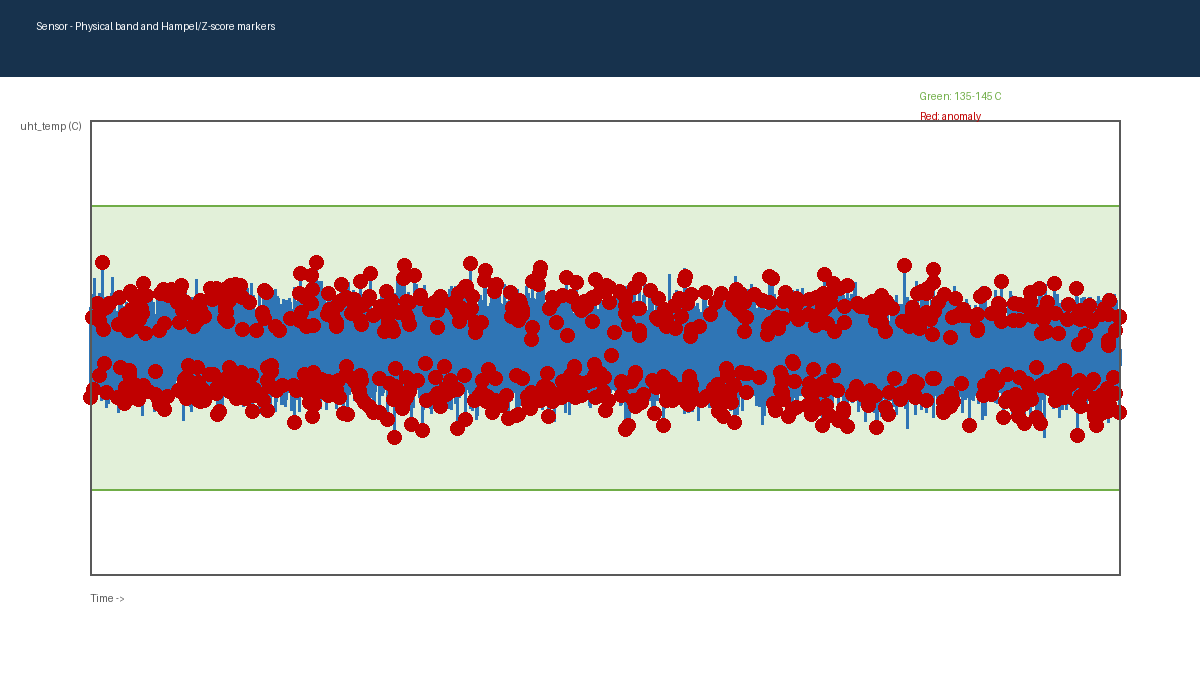 Sensor - Physical band and Hampel/Z-score markers
Green: 135-145 C
Red: anomaly
uht_temp (C)
Time ->